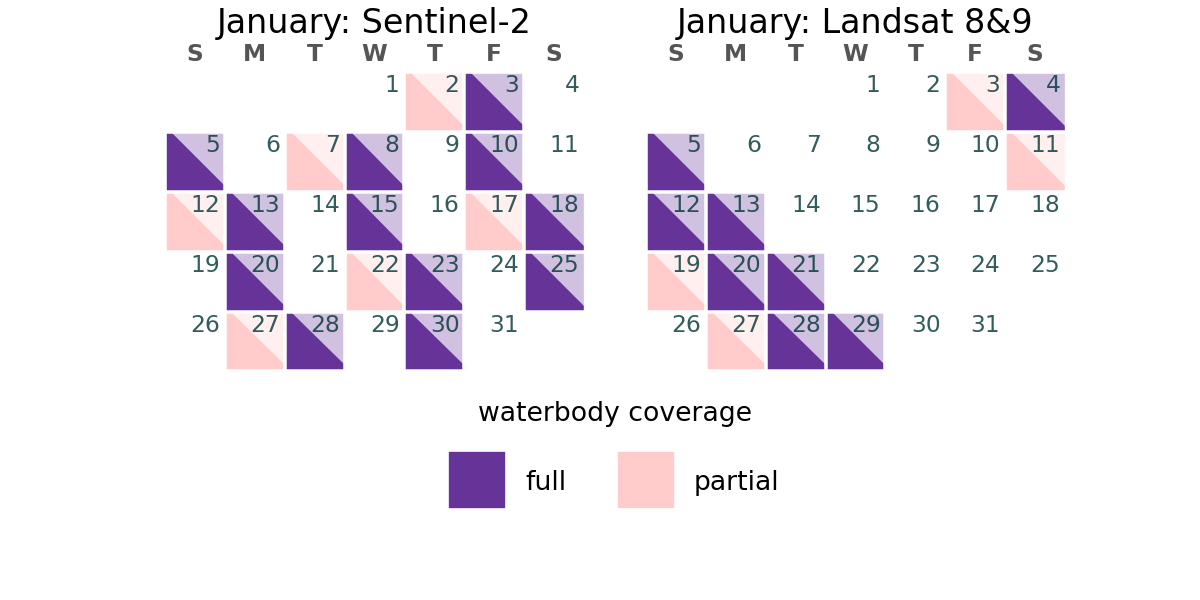 January: Sentinel-2
S M T W T F S
1 2 3 4
5 6 7 8 9 10 11
12 13 14 15 16 17 18
19 20 21 22 23 24 25
26 27 28 29 30 31
January: Landsat 8&9
S M T W T F S
1 2 3 4
5 6 7 8 9 10 11
12 13 14 15 16 17 18
19 20 21 22 23 24 25
26 27 28 29 30 31
waterbody coverage
full
partial